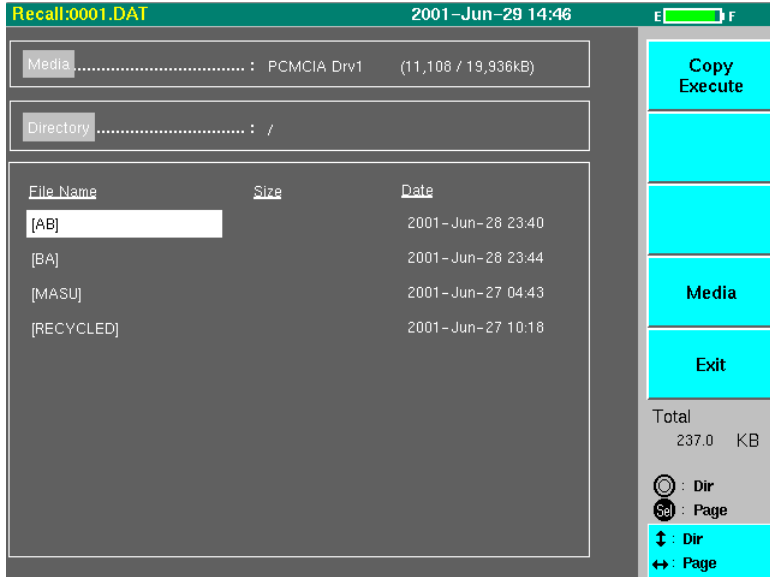 Recall:0001.DAT 2001-Jun-29 14:46 E F
Media..................................: PCMCIA Drv1 (11,108 / 19,936kB)
Directory..............................: /
File Name Size Date
[AB] 2001-Jun-28 23:40
[BA] 2001-Jun-28 23:44
[MASU] 2001-Jun-27 04:43
[RECYCLED] 2001-Jun-27 10:18
Copy
Execute
Media
Exit
Total
237.0 KB
: Dir
Sel : Page
↕: Dir
↔: Page